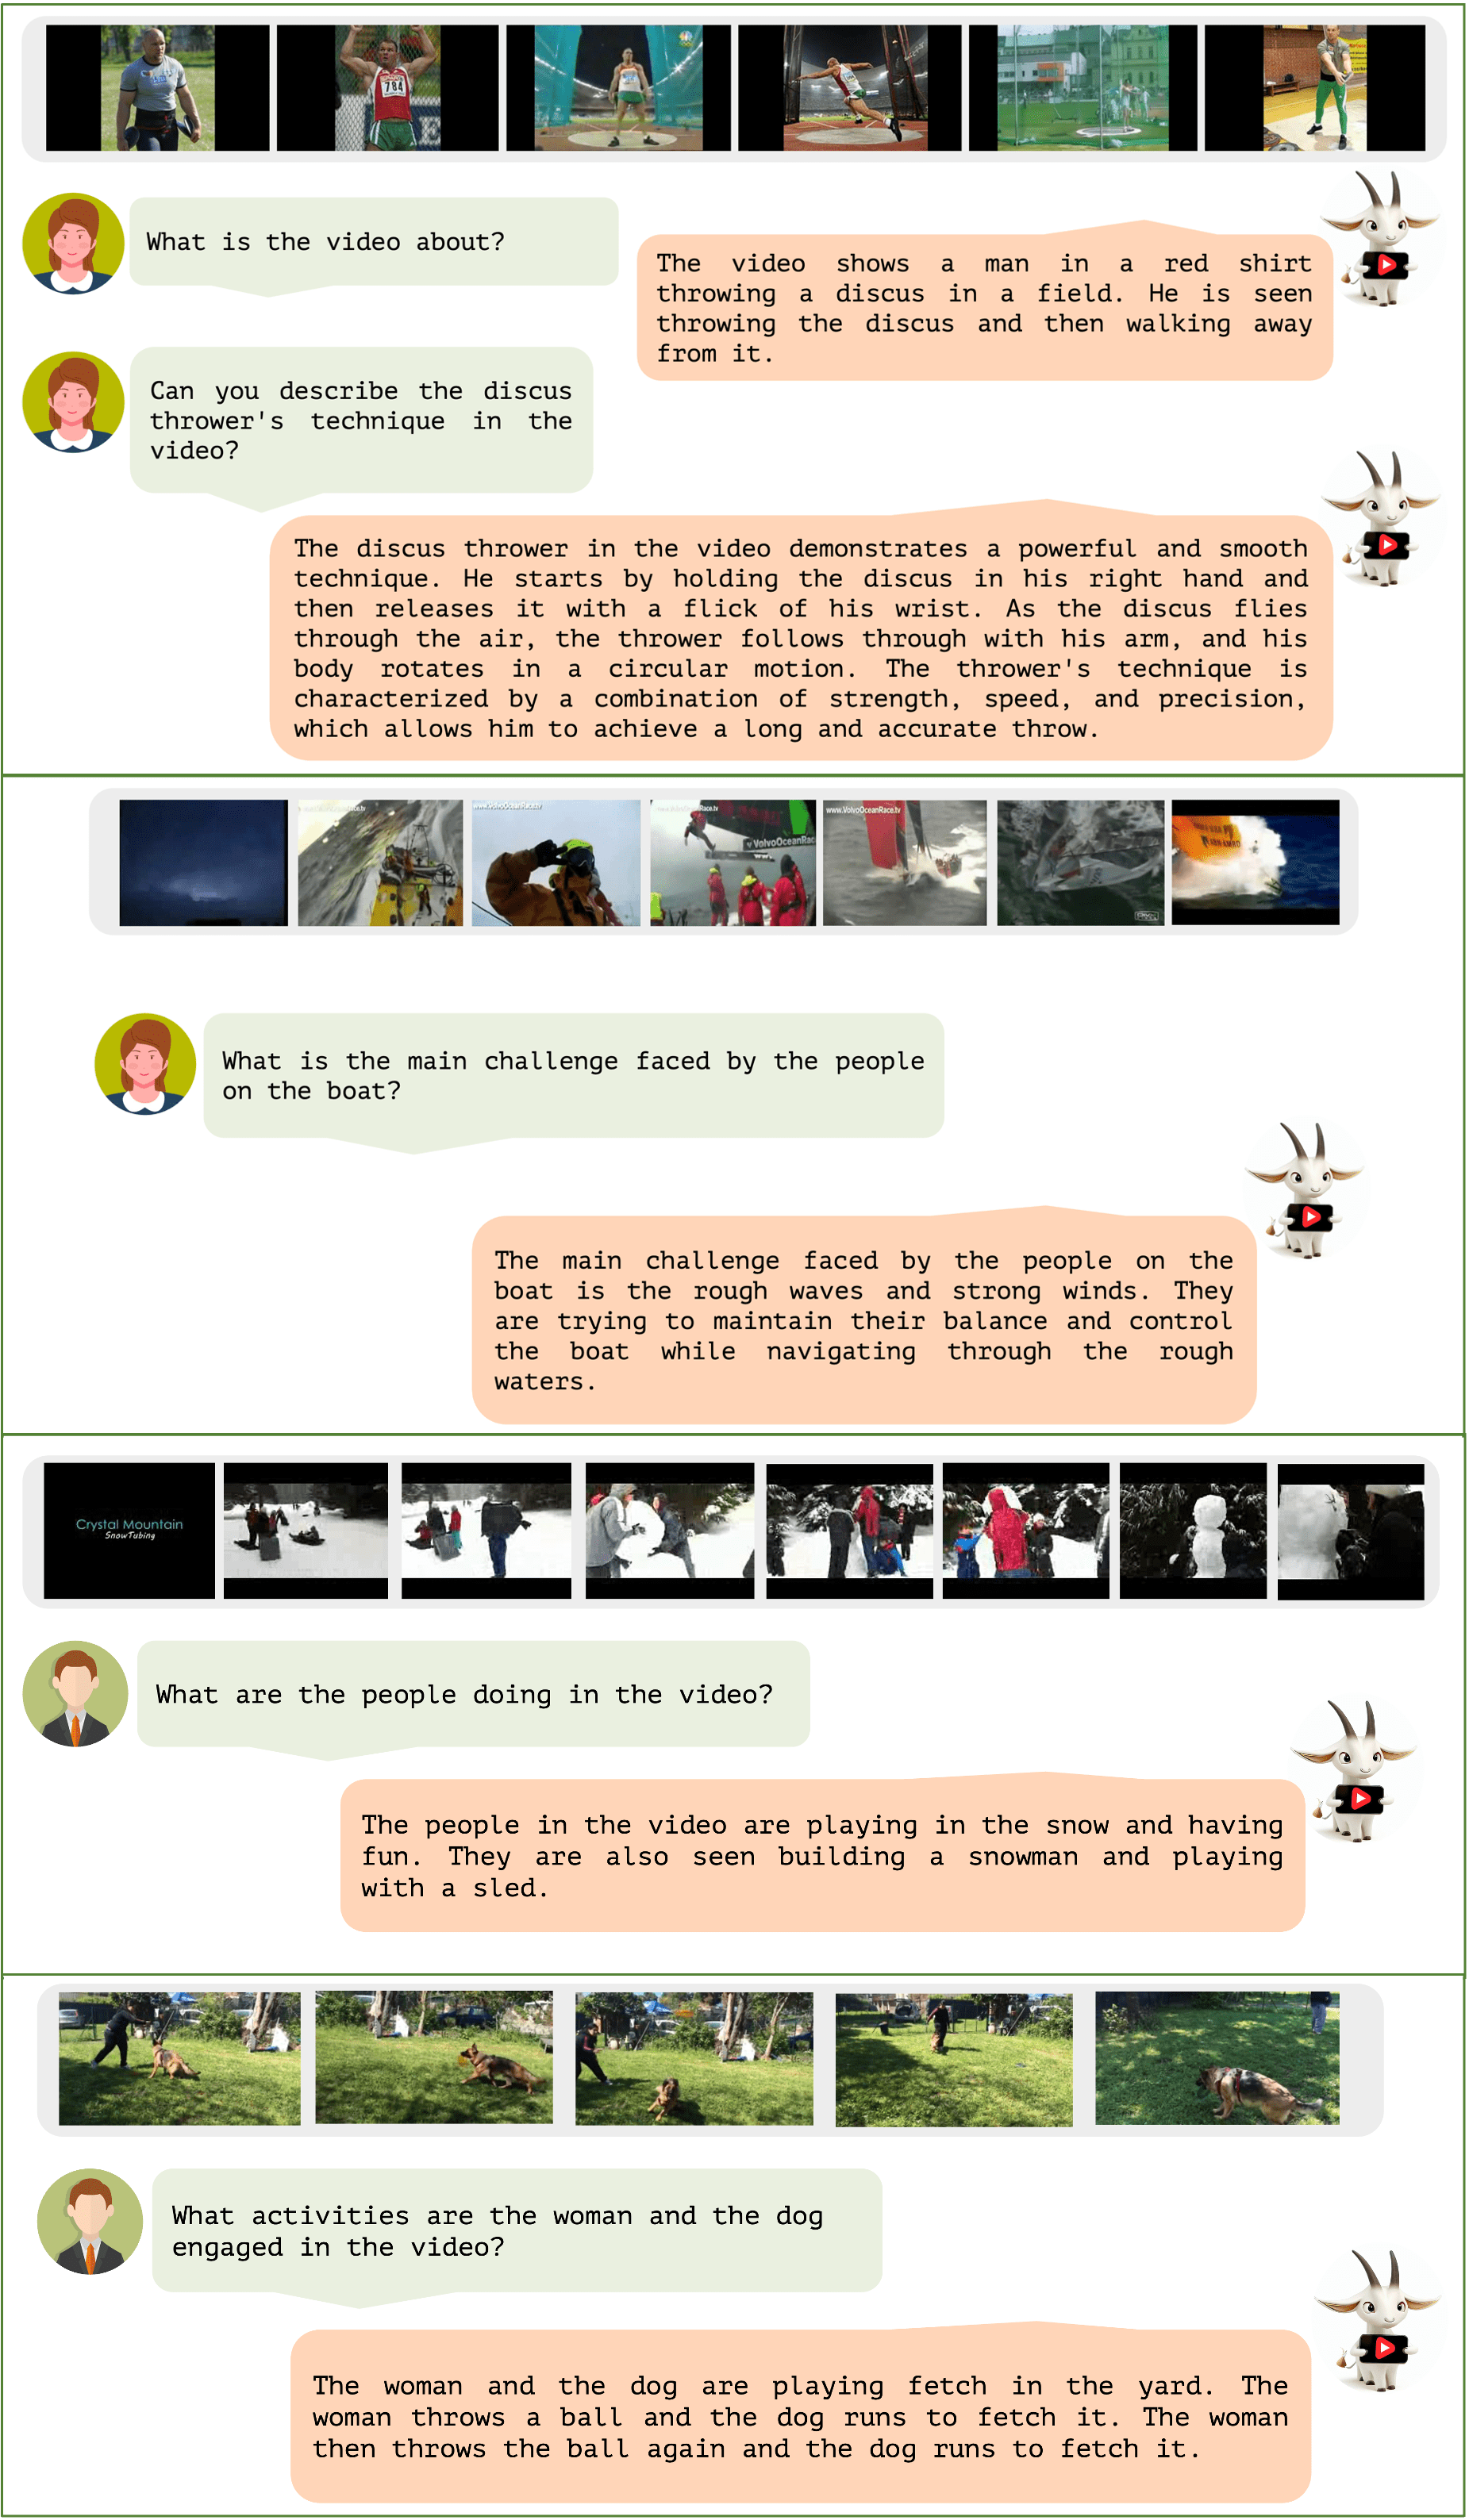 784
What is the video about?
The video shows a man in a red shirt
throwing a discus in a field. He is seen
throwing the discus and then walking away
from it.
Can you describe the discus
thrower's technique in the
video?
The discus thrower in the video demonstrates a powerful and smooth
technique. He starts by holding the discus in his right hand and
then releases it with a flick of his wrist. As the discus flies
through the air, the thrower follows through with his arm, and his
body rotates in a circular motion. The thrower's technique is
characterized by a combination of strength, speed, and precision,
which allows him to achieve a long and accurate throw.
www.VolvoOceanRace.tv
www.VolvoOceanRace.tv
VolvoOceanRac
www.VolvoOceanRace.tv
What is the main challenge faced by the people
on the boat?
The main challenge faced by the people on the
boat is the rough waves and strong winds. They
are trying to maintain their balance and control
the boat while navigating through the rough
waters.
Crystal Mountain
SnowTubing
What are the people doing in the video?
The people in the video are playing in the snow and having
fun. They are also seen building a snowman and playing
with a sled.
What activities are the woman and the dog
engaged in the video?
The woman and the dog are playing fetch in the yard. The
woman throws a ball and the dog runs to fetch it. The woman
then throws the ball again and the dog runs to fetch it.